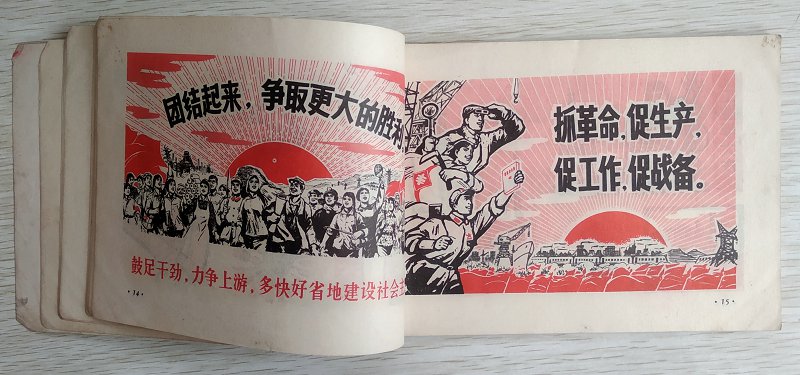 团结起来，争取更大的胜利
鼓足干劲，力争上游，多快好省地建设社会主
·14·
抓革命，促生产，
促工作，促战备。
·15·